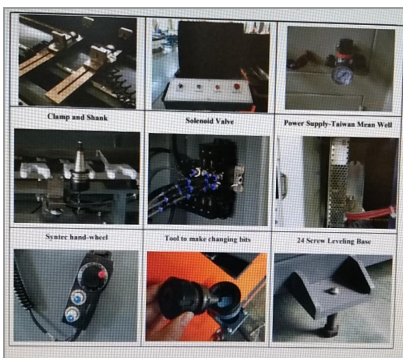 Clamp and Shank
Solenoid Valve
Power Supply-Taiwan Mean Well
Syntec hand-wheel
Tool to make changing bits
24 Screw Leveling Base